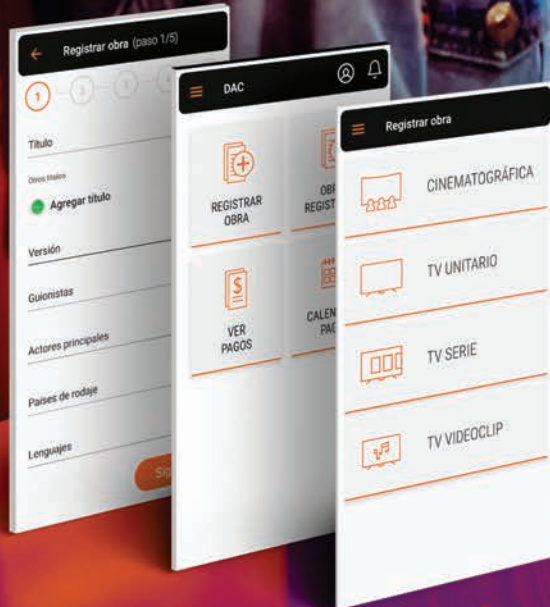 Registrar obra (paso 1/5)
1
Título
Otros títulos
Agregar título
Versión
Guionistas
Actores principales
Países de rodaje
Lenguajes
DAC
REGISTRAR
OBRA
VER
PAGOS
Registrar obra
CINEMATOGRÁFICA
TV UNITARIO
TV SERIE
TV VIDEOCLIP